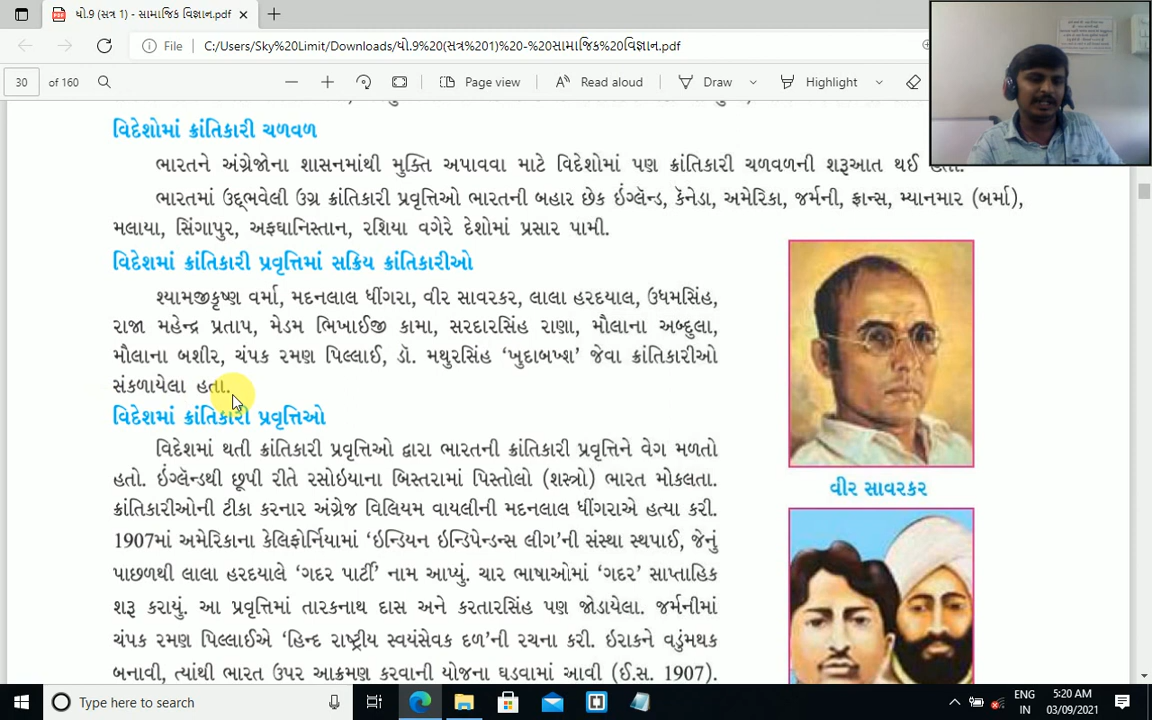 ધો.9 (સત્ર 1) - સામાજિક વિજ્ઞાન.pdf
File C:/Users/Sky%20Limit/Downloads/ધો.9%20(સત્ર%201)%20-%20સામાજિક%20વિજ્ઞાન.pdf
30 of 160 Page view Read aloud Draw Highlight
વિદેશોમાં ક્રાંતિકારી ચળવળ
ભારતને અંગ્રેજોના શાસનમાંથી મુક્તિ અપાવવા માટે વિદેશોમાં પણ ક્રાંતિકારી ચળવળની શરૂઆત થઈ હતી.
ભારતમાં ઉદ્‌ભવેલી ઉગ્ર ક્રાંતિકારી પ્રવૃત્તિઓ ભારતની બહાર છેક ઇંગ્લૅન્ડ, કૅનેડા, અમેરિકા, જર્મની, ફ્રાન્સ, મ્યાનમાર (બર્મા),
મલાયા, સિંગાપુર, અફઘાનિસ્તાન, રશિયા વગેરે દેશોમાં પ્રસાર પામી.
વિદેશમાં ક્રાંતિકારી પ્રવૃત્તિમાં સક્રિય ક્રાંતિકારીઓ
શ્યામજીકૃષ્ણ વર્મા, મદનલાલ ધીંગરા, વીર સાવરકર, લાલા હરદયાલ, ઉધમસિંહ,
રાજા મહેન્દ્ર પ્રતાપ, મેડમ ભિખાઈજી કામા, સરદારસિંહ રાણા, મૌલાના અબ્દુલા,
મૌલાના બશીર, ચંપક રમણ પિલ્લાઈ, ડૉ. મથુરસિંહ ‘ખુદાબખ્શ’ જેવા ક્રાંતિકારીઓ
સંકળાયેલા હતા.
વિદેશમાં ક્રાંતિકારી પ્રવૃત્તિઓ
વિદેશમાં થતી ક્રાંતિકારી પ્રવૃત્તિઓ દ્વારા ભારતની ક્રાંતિકારી પ્રવૃત્તિને વેગ મળતો
હતો. ઇંગ્લૅન્ડથી છૂપી રીતે રસોઇયાના બિસ્તરામાં પિસ્તોલો (શસ્ત્રો) ભારત મોકલતા.
ક્રાંતિકારીઓની ટીકા કરનાર અંગ્રેજ વિલિયમ વાયલીની મદનલાલ ધીંગરાએ હત્યા કરી.
1907માં અમેરિકાના કેલિફોર્નિયામાં ‘ઇન્ડિયન ઇન્ડિપેન્ડન્સ લીગ’ની સંસ્થા સ્થપાઈ, જેનું
પાછળથી લાલા હરદયાલે ‘ગદર પાર્ટી’ નામ આપ્યું. ચાર ભાષાઓમાં ‘ગદર’ સાપ્તાહિક
શરૂ કરાયું. આ પ્રવૃત્તિમાં તારકનાથ દાસ અને કરતારસિંહ પણ જોડાયેલા. જર્મનીમાં
ચંપક રમણ પિલ્લાઈએ ‘હિન્દ રાષ્ટ્રીય સ્વયંસેવક દળ’ની રચના કરી. ઇરાકને વડુંમથક
બનાવી, ત્યાંથી ભારત ઉપર આક્રમણ કરવાની યોજના ઘડવામાં આવી (ઈ.સ. 1907).
વીર સાવરકર
Type here to search
ENG
IN
5:20 AM
03/09/2021